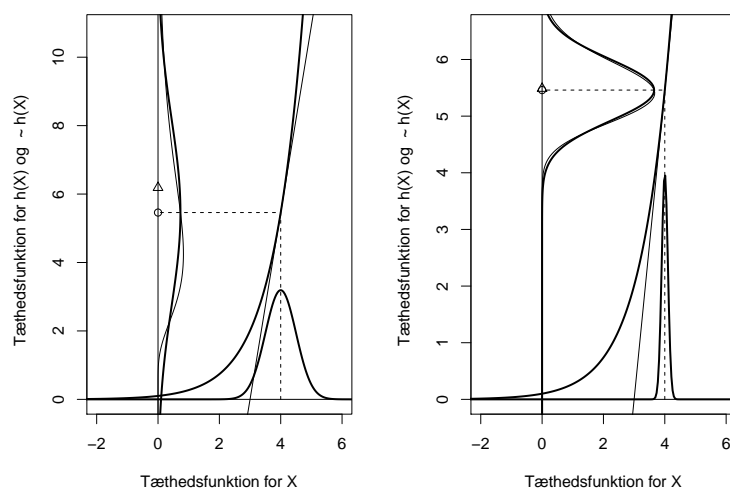 Tæthedsfunktion for h(X) og ~ h(X)
10
8
6
4
2
0
−2 0 2 4 6
Tæthedsfunktion for X
Tæthedsfunktion for h(X) og ~ h(X)
6
5
4
3
2
1
0
−2 0 2 4 6
Tæthedsfunktion for X